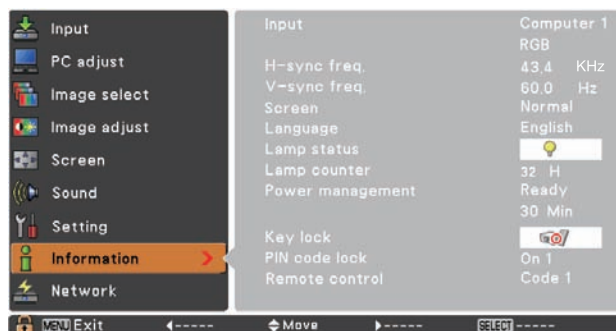 Input
PC adjust
Image select
Image adjust
Screen
Sound
Setting
Information
Network
Input Computer 1
RGB
H-sync freq. 43.4 KHz
V-sync freq. 60.0 Hz
Screen Normal
Language English
Lamp status
Lamp counter 32 H
Power management Ready
30 Min
Key lock
PIN code lock On 1
Remote control Code 1
MENU Exit ◀----- ◆Move ▶----- SELECT -----